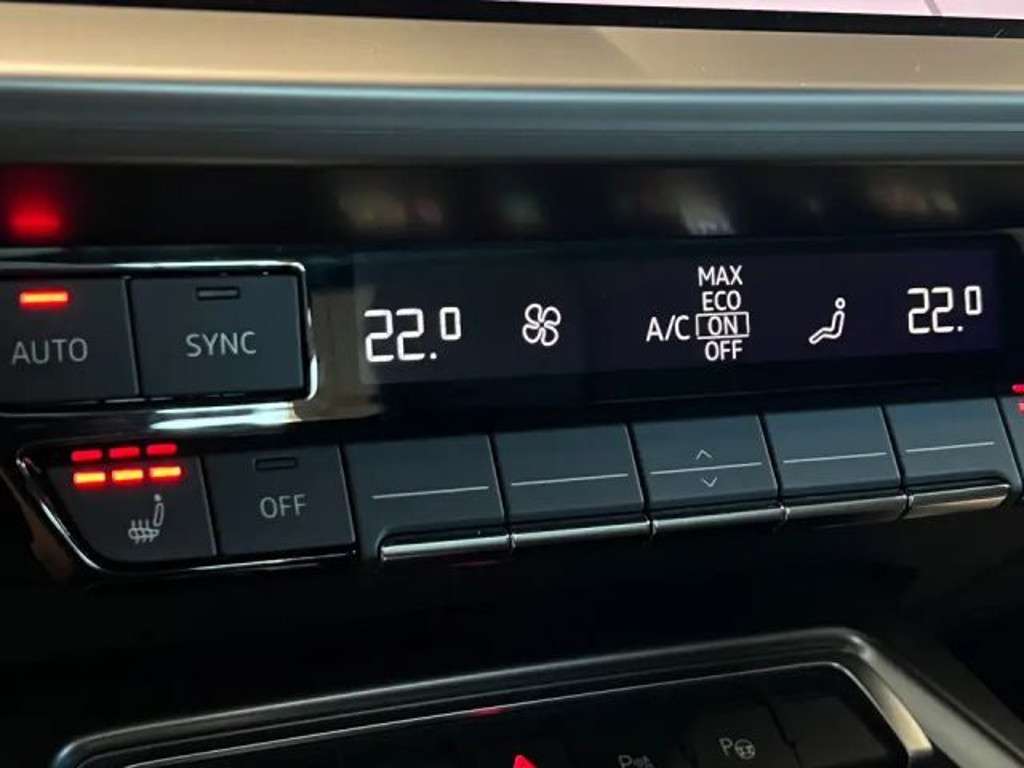 AUTO
SYNC
22.0
A/C
MAX
ECO
ON
OFF
22.0
OFF
P
P